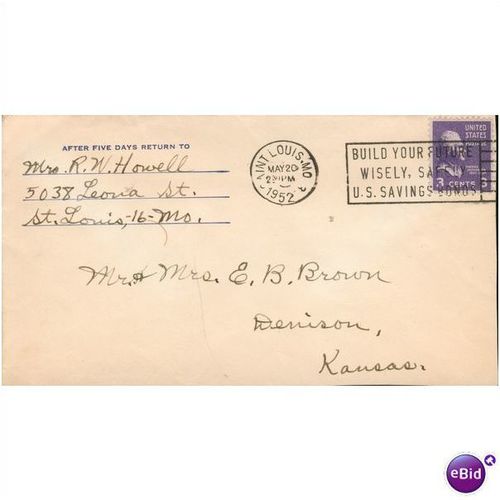 AFTER FIVE DAYS RETURN TO
Mrs. R. W. Howell
5038 Leona St.
St. Louis,-16-Mo.
SAINT LOUIS, MO.
MAY 20
PM
1952
BUILD YOUR FUTURE
WISELY, SAFELY
U.S. SAVINGS BONDS
UNITED
STATES
POSTAGE
3 CENTS 3
Mr. & Mrs. E. B. Brown
Denison,
Kansas.
eBid